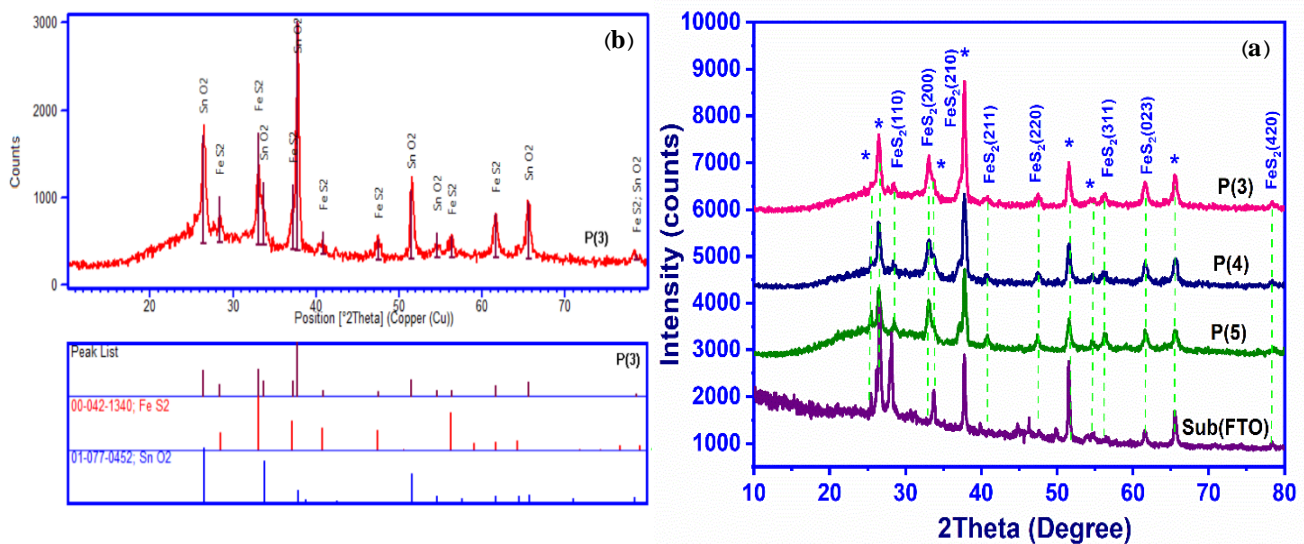 3000
2000
1000
0
Counts
(b)
Sn O2
Fe S2
Fe S2
Sn O2
Fe S2
Sn O2
Fe S2
Fe S2
Sn O2
Sn O2
Fe S2
Fe S2
Sn O2
Fe S2; Sn O2
P(3)
20 30 40 50 60 70
Position [°2Theta] (Copper (Cu))
Peak List
P(3)
00-042-1340; Fe S2
01-077-0452; Sn O2
10000
9000
8000
7000
6000
5000
4000
3000
2000
1000
Intensity (counts)
(a)
* * FeS2(110) FeS2(200) * FeS2(210) * FeS2(211) FeS2(220) * * FeS2(311) FeS2(023) * FeS2(420)
P(3)
P(4)
P(5)
Sub(FTO)
10 20 30 40 50 60 70 80
2Theta (Degree)